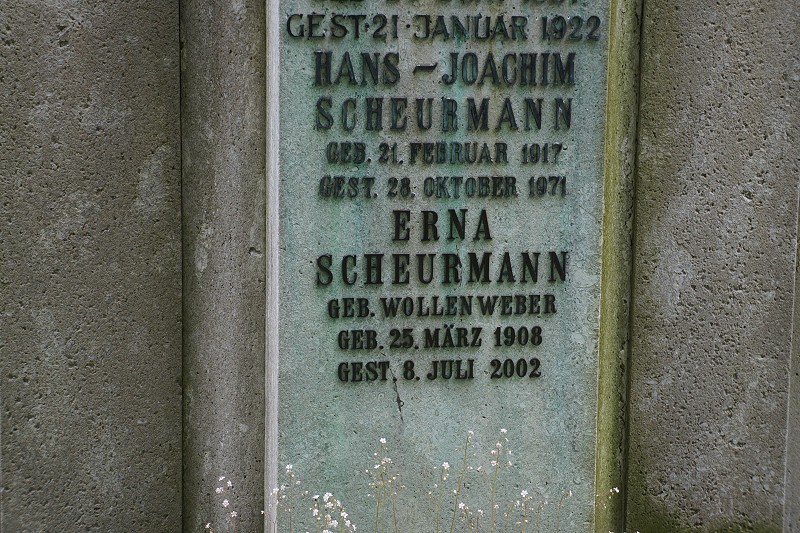 GEST·21·JANUAR 1922
HANS – JOACHIM
SCHEURMANN
GEB. 21. FEBRUAR 1917
GEST. 28. OKTOBER 1971
ERNA
SCHEURMANN
GEB. WOLLENWEBER
GEB. 25. MÄRZ 1908
GEST. 8. JULI 2002